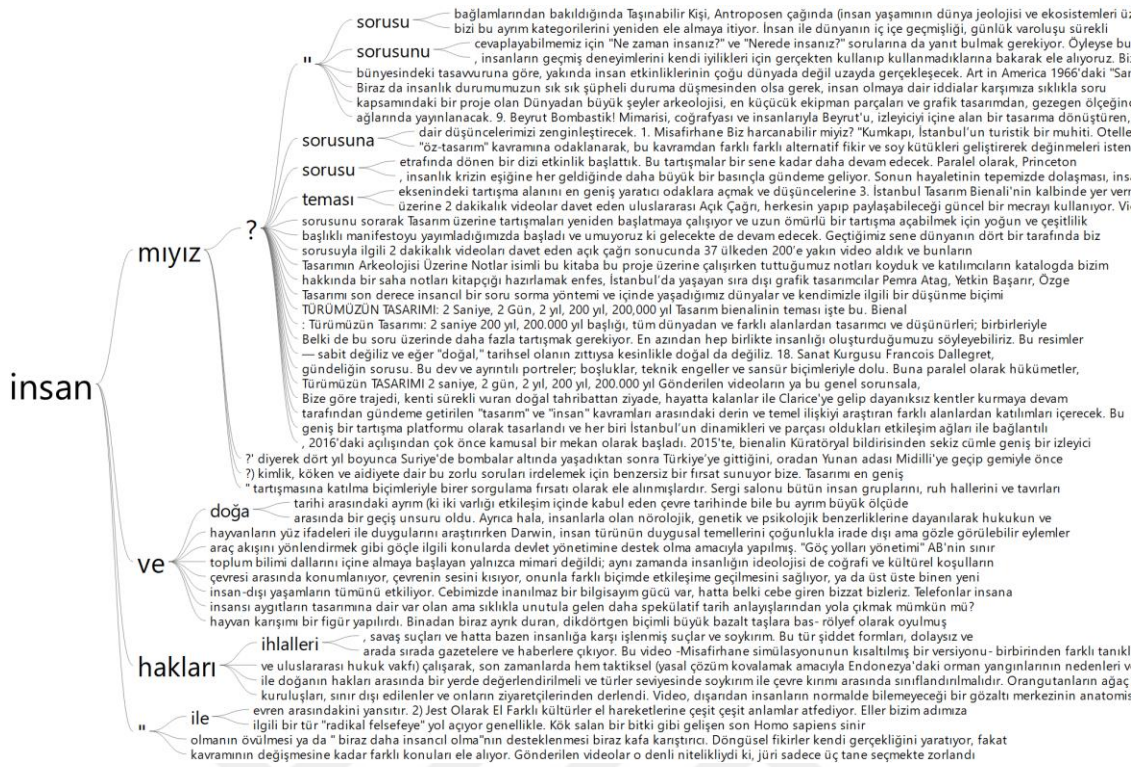 insan
mıyız
"
sorusu
bağlamlarından bakıldığında Taşınabilir Kişi, Antroposen çağında (insan yaşamının dünya jeolojisi ve ekosistemleri üz
bizi bu ayrım kategorilerini yeniden ele almaya itiyor. İnsan ile dünyanın iç içe geçmişliği, günlük varoluşu sürekli
sorusunu
cevaplayabilmemiz için "Ne zaman insanız?" ve "Nerede insanız?" sorularına da yanıt bulmak gerekiyor. Öyleyse bu
, insanların geçmiş deneyimlerini kendi iyilikleri için gerçekten kullanıp kullanmadıklarına bakarak ele alıyoruz. Biz
bünyesindeki tasavvuruna göre, yakında insan etkinliklerinin çoğu dünyada değil uzayda gerçekleşecek. Art in America 1966'daki "San
Biraz da insanlık durumumuzun sık sık şüpheli duruma düşmesinden olsa gerek, insan olmaya dair iddialar karşımıza sıklıkla soru
kapsamındaki bir proje olan Dünyadan büyük şeyler arkeolojisi, en küçücük ekipman parçaları ve grafik tasarımdan, gezegen ölçeğind
ağlarında yayınlanacak. 9. Beyrut Bombastik! Mimarisi, coğrafyası ve insanlarıyla Beyrut'u, izleyiciyi içine alan bir tasarıma dönüştüren,
?
sorusuna
dair düşüncelerimizi zenginleştirecek. 1. Misafirhane Biz harcanabilir miyiz? "Kumkapı, İstanbul'un turistik bir muhiti. Otelle
"öz-tasarım" kavramına odaklanarak, bu kavramdan farklı farklı alternatif fikir ve soy kütükleri geliştirerek değinmeleri isten
sorusu
etrafında dönen bir dizi etkinlik başlattık. Bu tartışmalar bir sene kadar daha devam edecek. Paralel olarak, Princeton
, insanlık krizin eşiğine her geldiğinde daha büyük bir basınçla gündeme geliyor. Sonun hayaletinin tepemizde dolaşması, insa
teması
eksenindeki tartışma alanını en geniş yaratıcı odaklara açmak ve düşüncelerine 3. İstanbul Tasarım Bienali'nin kalbinde yer verm
üzerine 2 dakikalık videolar davet eden uluslararası Açık Çağrı, herkesin yapıp paylaşabileceği güncel bir mecrayı kullanıyor. Vid
sorusunu sorarak Tasarım üzerine tartışmaları yeniden başlatmaya çalışıyor ve uzun ömürlü bir tartışma açabilmek için yoğun ve çeşitlilik
başlıklı manifestoyu yayımladığımızda başladı ve umuyoruz ki gelecekte de devam edecek. Geçtiğimiz sene dünyanın dört bir tarafında biz
sorusuyla ilgili 2 dakikalık videoları davet eden açık çağrı sonucunda 37 ülkeden 200'e yakın video aldık ve bunların
Tasarımın Arkeolojisi Üzerine Notlar isimli bu kitaba bu proje üzerine çalışırken tuttuğumuz notları koyduk ve katılımcıların katalogda bizim
hakkında bir saha notları kitapçığı hazırlamak enfes, İstanbul'da yaşayan sıra dışı grafik tasarımcılar Pemra Atag, Yetkin Başarır, Özge
Tasarımı son derece insancıl bir soru sorma yöntemi ve içinde yaşadığımız dünyalar ve kendimizle ilgili bir düşünme biçimi
TÜRÜMÜZÜN TASARIMI: 2 Saniye, 2 Gün, 2 yıl, 200 yıl, 200,000 yıl Tasarım bienalinin teması işte bu. Bienal
: Türümüzün Tasarımı: 2 saniye 200 yıl, 200.000 yıl başlığı, tüm dünyadan ve farklı alanlardan tasarımcı ve düşünürleri; birbirleriyle
Belki de bu soru üzerinde daha fazla tartışmak gerekiyor. En azından hep birlikte insanlığı oluşturduğumuzu söyleyebiliriz. Bu resimler
— sabit değiliz ve eğer "doğal," tarihsel olanın zıttıysa kesinlikle doğal da değiliz. 18. Sanat Kurgusu Francois Dallegret,
gündeliğin sorusu. Bu dev ve ayrıntılı portreler; boşluklar, teknik engeller ve sansür biçimleriyle dolu. Buna paralel olarak hükümetler,
Türümüzün TASARIMI 2 saniye, 2 gün, 2 yıl, 200 yıl, 200.000 yıl Gönderilen videoların ya bu genel sorunsala,
Bize göre trajedi, kenti sürekli vuran doğal tahribattan ziyade, hayatta kalanlar ile Clarice'ye gelip dayanıksız kentler kurmaya devam
tarafından gündeme getirilen "tasarım" ve "insan" kavramları arasındaki derin ve temel ilişkiyi araştıran farklı alanlardan katılımları içerecek. Bu
geniş bir tartışma platformu olarak tasarlandı ve her biri İstanbul'un dinamikleri ve parçası oldukları etkileşim ağları ile bağlantılı
, 2016'daki açılışından çok önce kamusal bir mekan olarak başladı. 2015'te, bienalin Küratöryal bildirisinden sekiz cümle geniş bir izleyici
?' diyerek dört yıl boyunca Suriye'de bombalar altında yaşadıktan sonra Türkiye'ye gittiğini, oradan Yunan adası Midilli'ye geçip gemiyle önce
?) kimlik, köken ve aidiyete dair bu zorlu soruları irdelemek için benzersiz bir fırsat sunuyor bize. Tasarımı en geniş
" tartışmasına katılma biçimleriyle birer sorgulama fırsatı olarak ele alınmışlardır. Sergi salonu bütün insan gruplarını, ruh hallerini ve tavırları
ve
doğa
tarihi arasındaki ayrım (ki iki varlığı etkileşim içinde kabul eden çevre tarihinde bile bu ayrım büyük ölçüde
arasında bir geçiş unsuru oldu. Ayrıca hala, insanlarla olan nörolojik, genetik ve psikolojik benzerliklerine dayanılarak hukukun ve
hayvanların yüz ifadeleri ile duygularını araştırırken Darwin, insan türünün duygusal temellerini çoğunlukla irade dışı ama gözle görülebilir eylemler
araç akışını yönlendirmek gibi göçle ilgili konularda devlet yönetimine destek olma amacıyla yapılmış. "Göç yolları yönetimi" AB'nin sınır
toplum bilimi dallarını içine almaya başlayan yalnızca mimari değildi; aynı zamanda insanlığın ideolojisi de coğrafi ve kültürel koşulların
çevresi arasında konumlanıyor, çevrenin sesini kısıyor, onunla farklı biçimde etkileşime geçilmesini sağlıyor, ya da üst üste binen yeni
insan-dışı yaşamların tümünü etkiliyor. Cebimizde inanılmaz bir bilgisayım gücü var, hatta belki cebe giren bizzat bizleriz. Telefonlar insana
insansı aygıtların tasarımına dair var olan ama sıklıkla unutula gelen daha spekülatif tarih anlayışlarından yola çıkmak mümkün mü?
hayvan karışımı bir figür yapılırdı. Binadan biraz ayrık duran, dikdörtgen biçimli büyük bazalt taşlara bas- rölyef olarak oyulmuş
hakları
ihlalleri
, savaş suçları ve hatta bazen insanlığa karşı işlenmiş suçlar ve soykırım. Bu tür şiddet formları, dolaysız ve
arada sırada gazetelere ve haberlere çıkıyor. Bu video -Misafirhane simülasyonunun kısaltılmış bir versiyonu- birbirinden farklı tanıkl
ve uluslararası hukuk vakfı) çalışarak, son zamanlarda hem taktiksel (yasal çözüm kovalamak amacıyla Endonezya'daki orman yangınlarının nedenleri ve
ile doğanın hakları arasında bir yerde değerlendirilmeli ve türler seviyesinde soykırım ile çevre kırımı arasında sınıflandırılmalıdır. Orangutanların ağaç
kuruluşları, sınır dışı edilenler ve onların ziyaretçilerinden derlendi. Video, dışarıdan insanların normalde bilemeyeceği bir gözaltı merkezinin anatomis
"
ile
evren arasındakini yansıtır. 2) Jest Olarak El Farklı kültürler el hareketlerine çeşit çeşit anlamlar atfediyor. Eller bizim adımıza
ilgili bir tür "radikal felsefeye" yol açıyor genellikle. Kök salan bir bitki gibi gelişen son Homo sapiens sinir
olmanın övülmesi ya da " biraz daha insancıl olma"nın desteklenmesi biraz kafa karıştırıcı. Döngüsel fikirler kendi gerçekliğini yaratıyor, fakat
kavramının değişmesine kadar farklı konuları ele alıyor. Gönderilen videolar o denli nitelikliydi ki, jüri sadece üç tane seçmekte zorlandı